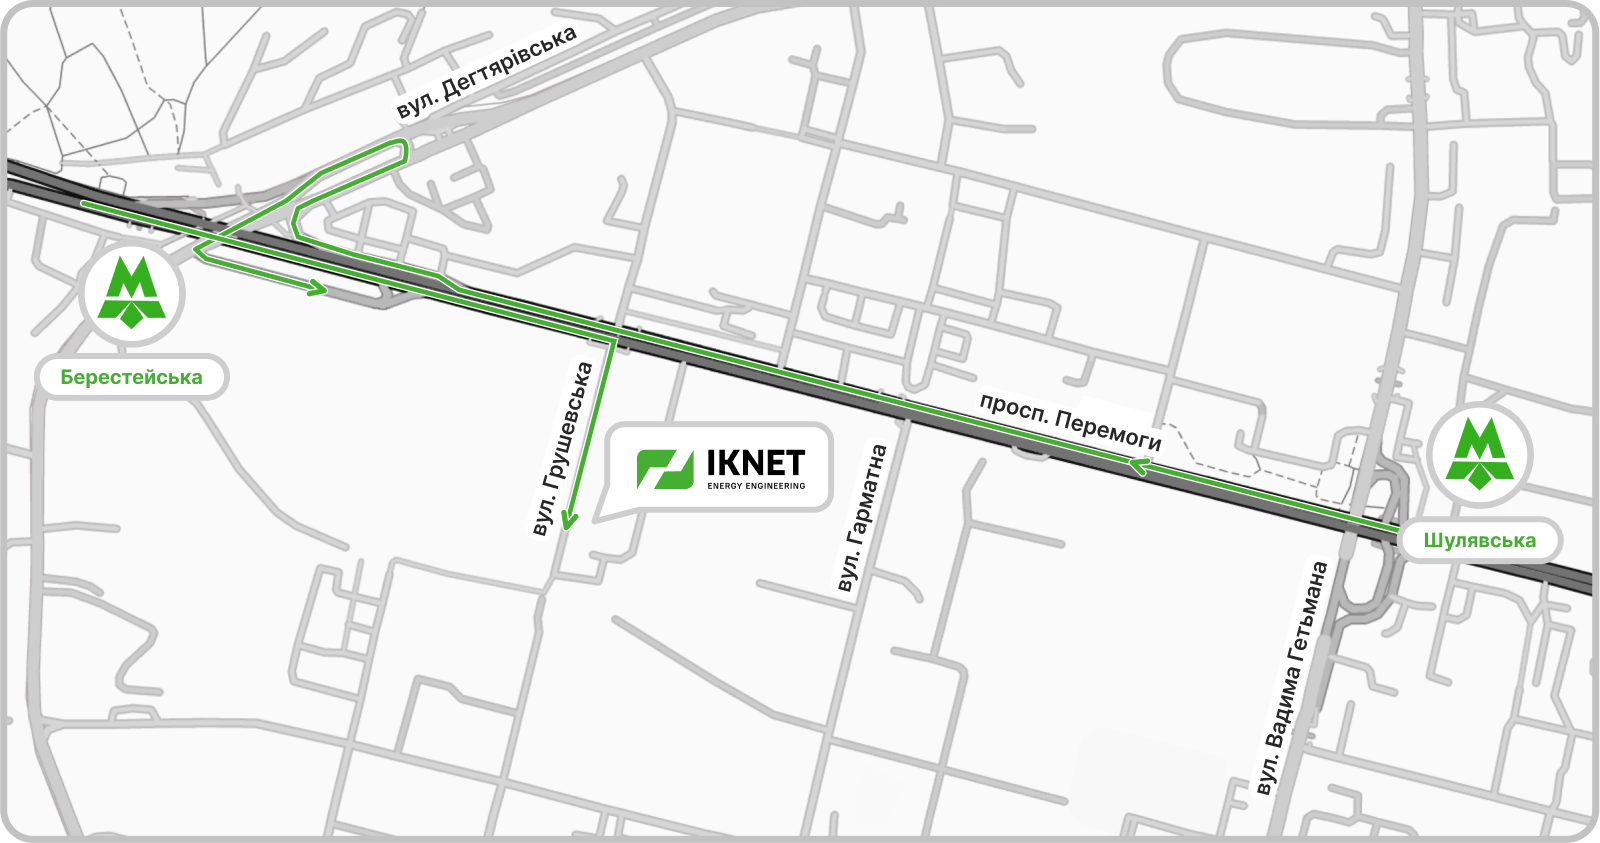 вул. Дегтярівська
Берестейська
вул. Грушевська
IKNET
ENERGY ENGINEERING
просп. Перемоги
вул. Гарматна
Шулявська
вул. Вадима Гетьмана